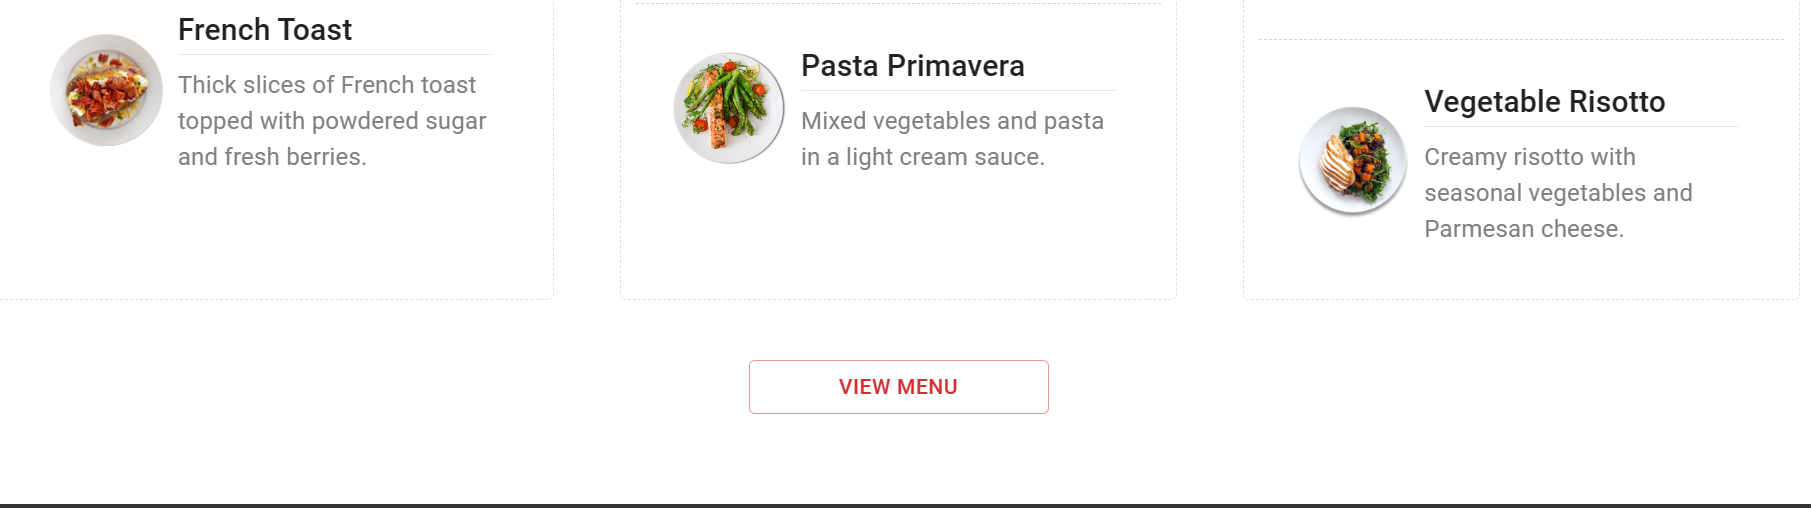 French Toast
Thick slices of French toast
topped with powdered sugar
and fresh berries.
Pasta Primavera
Mixed vegetables and pasta
in a light cream sauce.
Vegetable Risotto
Creamy risotto with
seasonal vegetables and
Parmesan cheese.
VIEW MENU